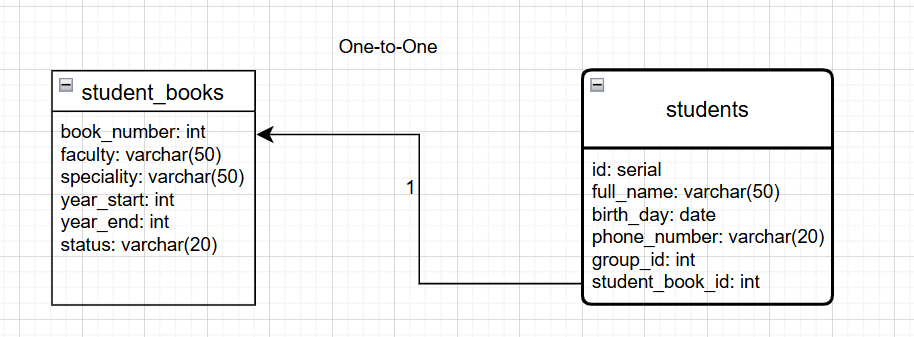 One-to-One
student_books
book_number: int
faculty: varchar(50)
speciality: varchar(50)
year_start: int
year_end: int
status: varchar(20)
1
students
id: serial
full_name: varchar(50)
birth_day: date
phone_number: varchar(20)
group_id: int
student_book_id: int